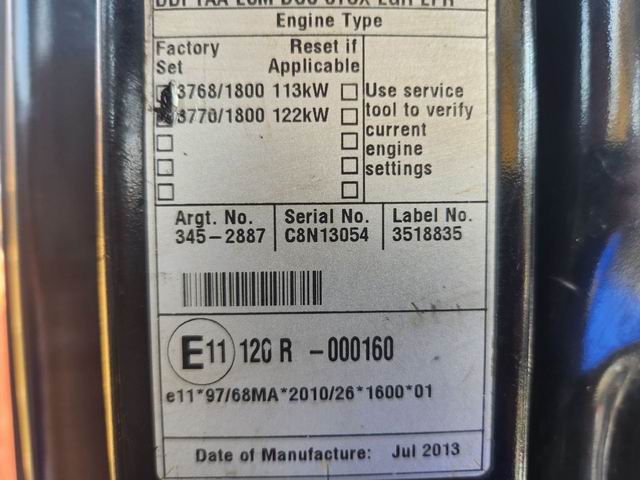 Engine Type
Factory Set
Reset if Applicable
3768/1800 113kW
3770/1800 122kW
Use service
tool to verify
current
engine
settings
Argt. No. Serial No. Label No.
345-2887 C8N13054 3518835
E11 120 R -000160
e11*97/68MA*2010/26*1600*01
Date of Manufacture: Jul 2013